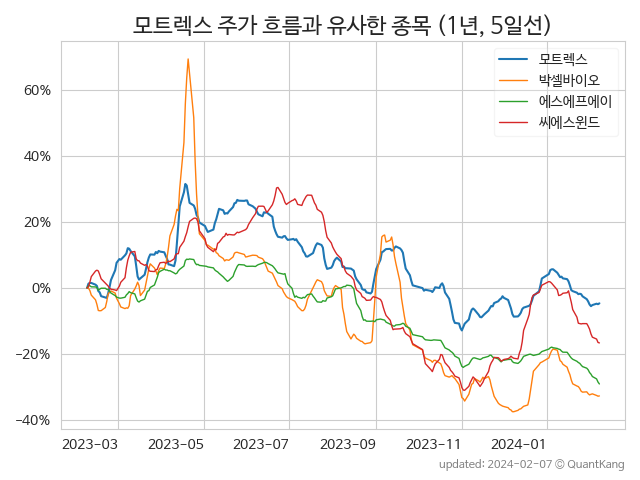 모트렉스 주가 흐름과 유사한 종목 (1년, 5일선)
모트렉스
박셀바이오
에스에프에이
씨에스윈드
60%
40%
20%
0%
−20%
−40%
2023-03 2023-05 2023-07 2023-09 2023-11 2024-01
updated: 2024-02-07 © QuantKang